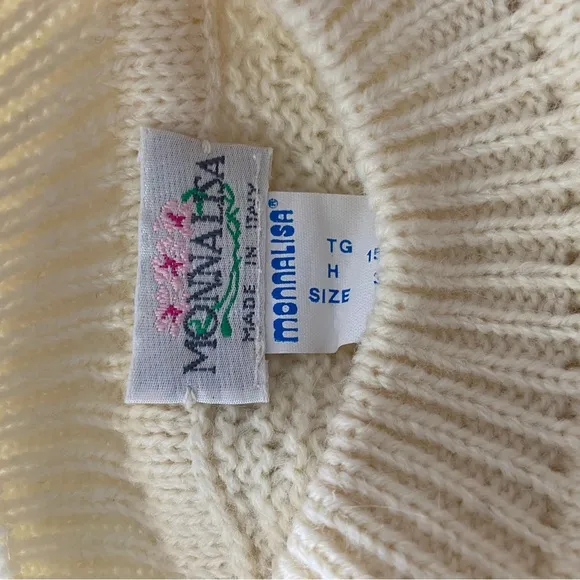 MONNALISA
MADE IN ITALY
monnalisa®
TG
H
SIZE